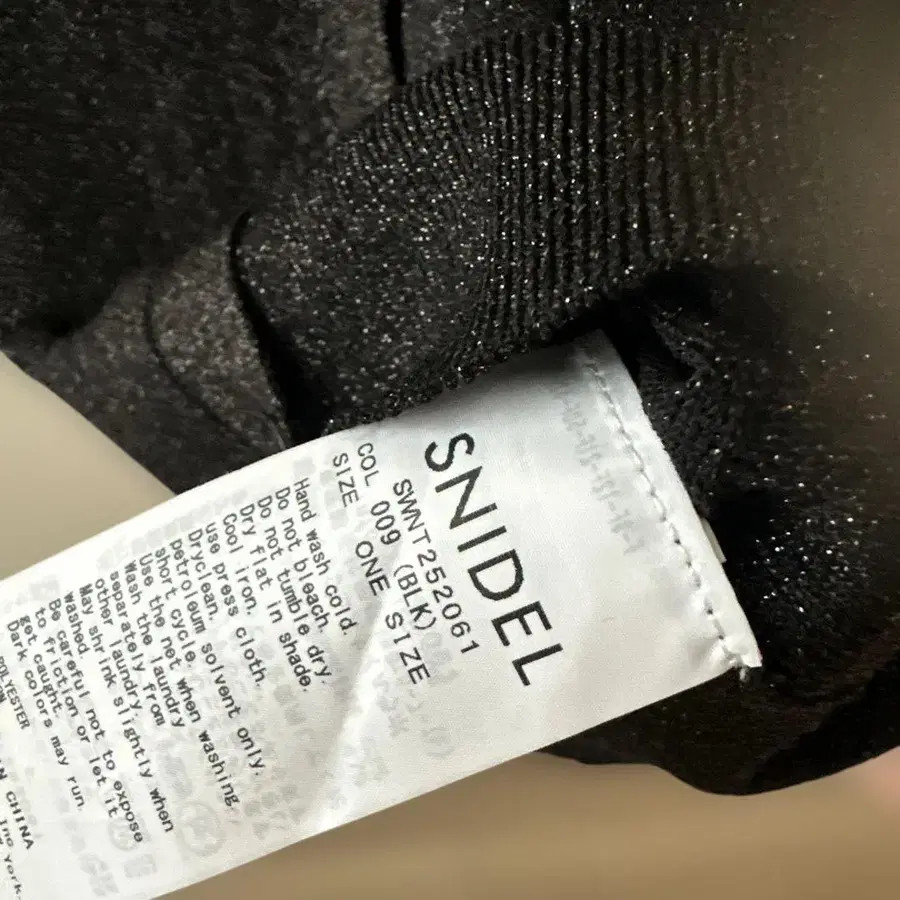 SNIDEL
SWNT252061
COL 009 (BLK)
SIZE ONE SIZE
Hand wash cold.
Do not bleach.
Do not tumble dry.
Dry flat in shade.
Cool iron.
use press cloth.
Dryclean.
petroleum solvent only.
short cycle.
Use the net when washing.
Wash the laundry
separately from
other laundry.
May shrink slightly when
washed.
Be careful not to expose
to friction or let it
get caught.
Dark colors may run.
POLYESTER
CHINA
York.